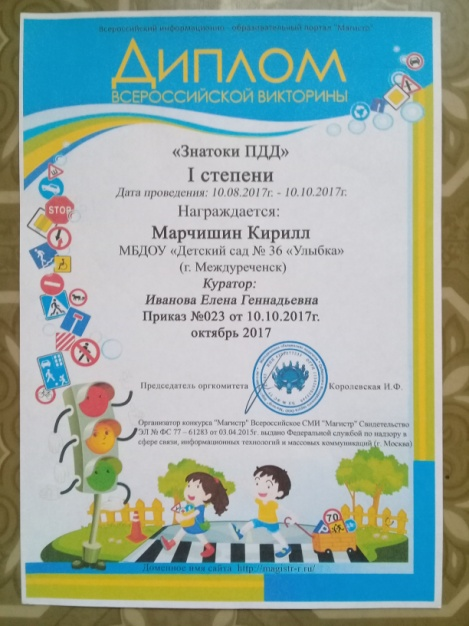 Всероссийский информационно - образовательный портал "Магистр"
ДИПЛОМ
ВСЕРОССИЙСКОЙ ВИКТОРИНЫ
«Знатоки ПДД»
I степени
Дата проведения: 10.08.2017г. - 10.10.2017г.
Награждается:
Марчишин Кирилл
МБДОУ «Детский сад № 36 «Улыбка»
(г. Междуреченск)
Куратор:
Иванова Елена Геннадьевна
Приказ №023 от 10.10.2017г.
октябрь 2017
Председатель оргкомитета Королевская И.Ф.
Организатор конкурса "Магистр" Всероссийское СМИ "Магистр" Свидетельство
ЭЛ № ФС 77 – 61283 от 03.04.2015г. выдано Федеральной службой по надзору в
сфере связи, информационных технологий и массовых коммуникаций (г. Москва)
STOP
70
Доменное имя сайта http://magistr-r.ru/